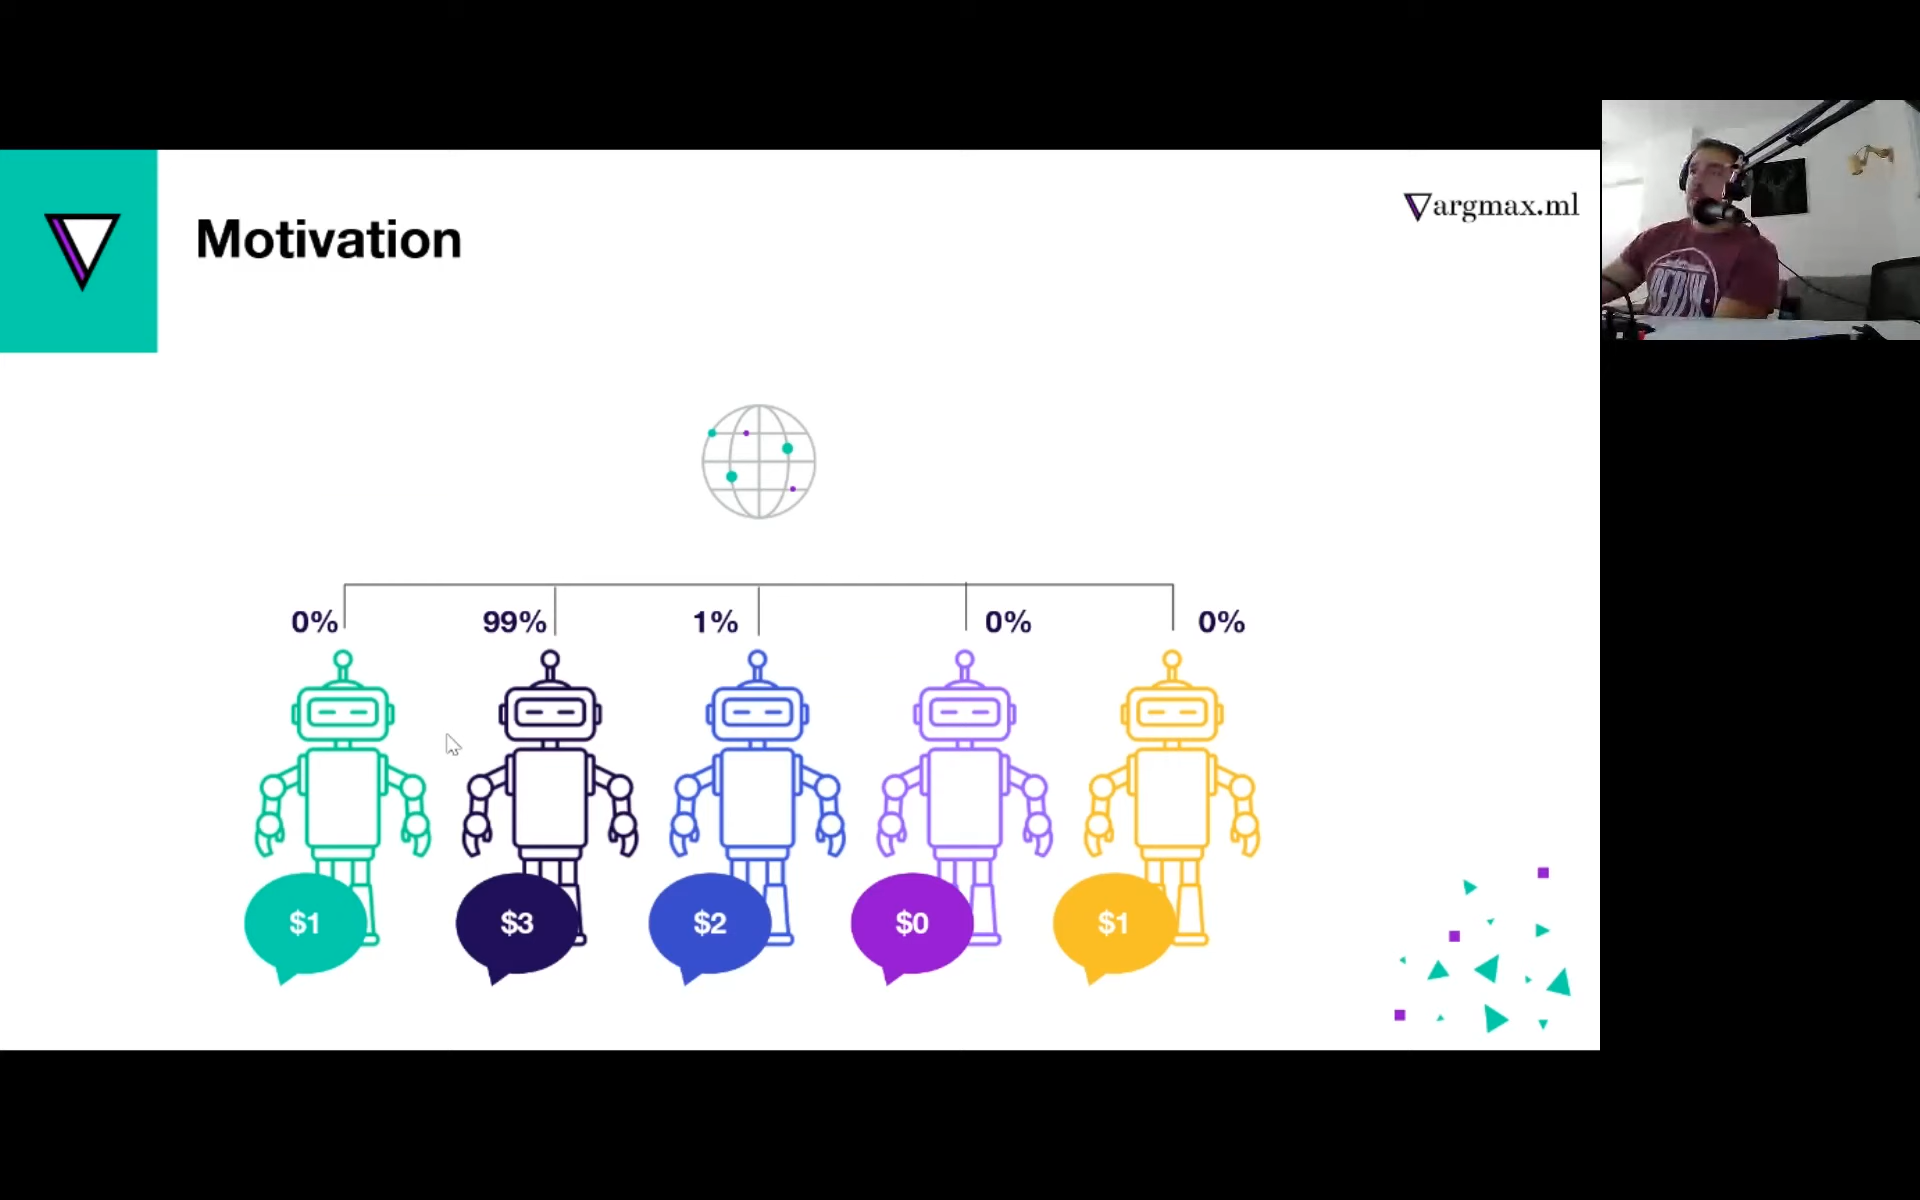 Motivation
argmax.ml
0% 99% 1% 0% 0%
$1 $3 $2 $0 $1